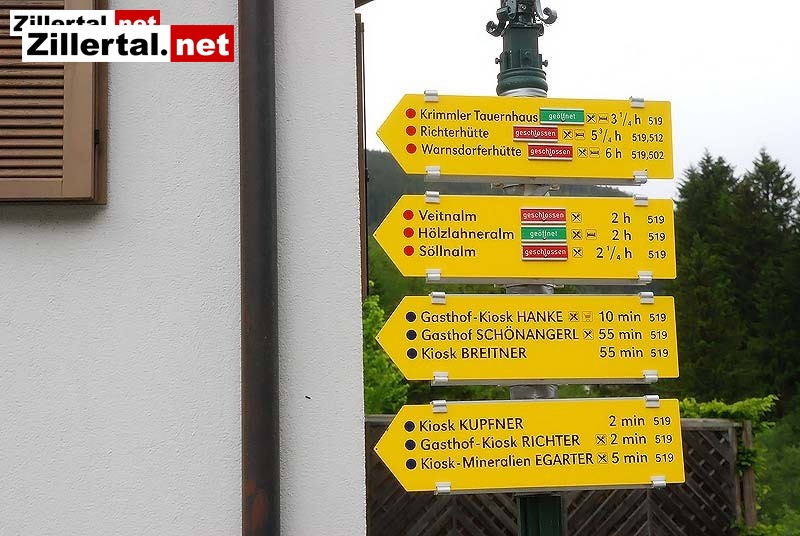 Zillertal.net
Zillertal.net
Krimmler Tauernhaus geöffnet 3 1/4 h 519
Richterhütte geschlossen 5 3/4 h 519,512
Warnsdorferhütte geschlossen 6 h 519,502
Veitnalm geschlossen 2 h 519
Hölzlahneralm geöffnet 2 h 519
Söllnalm geschlossen 2 1/4 h 519
Gasthof-Kiosk HANKE 10 min 519
Gasthof SCHÖNANGERL 55 min 519
Kiosk BREITNER 55 min 519
Kiosk KUPFNER 2 min 519
Gasthof-Kiosk RICHTER 2 min 519
Kiosk-Mineralien EGARTER 5 min 519